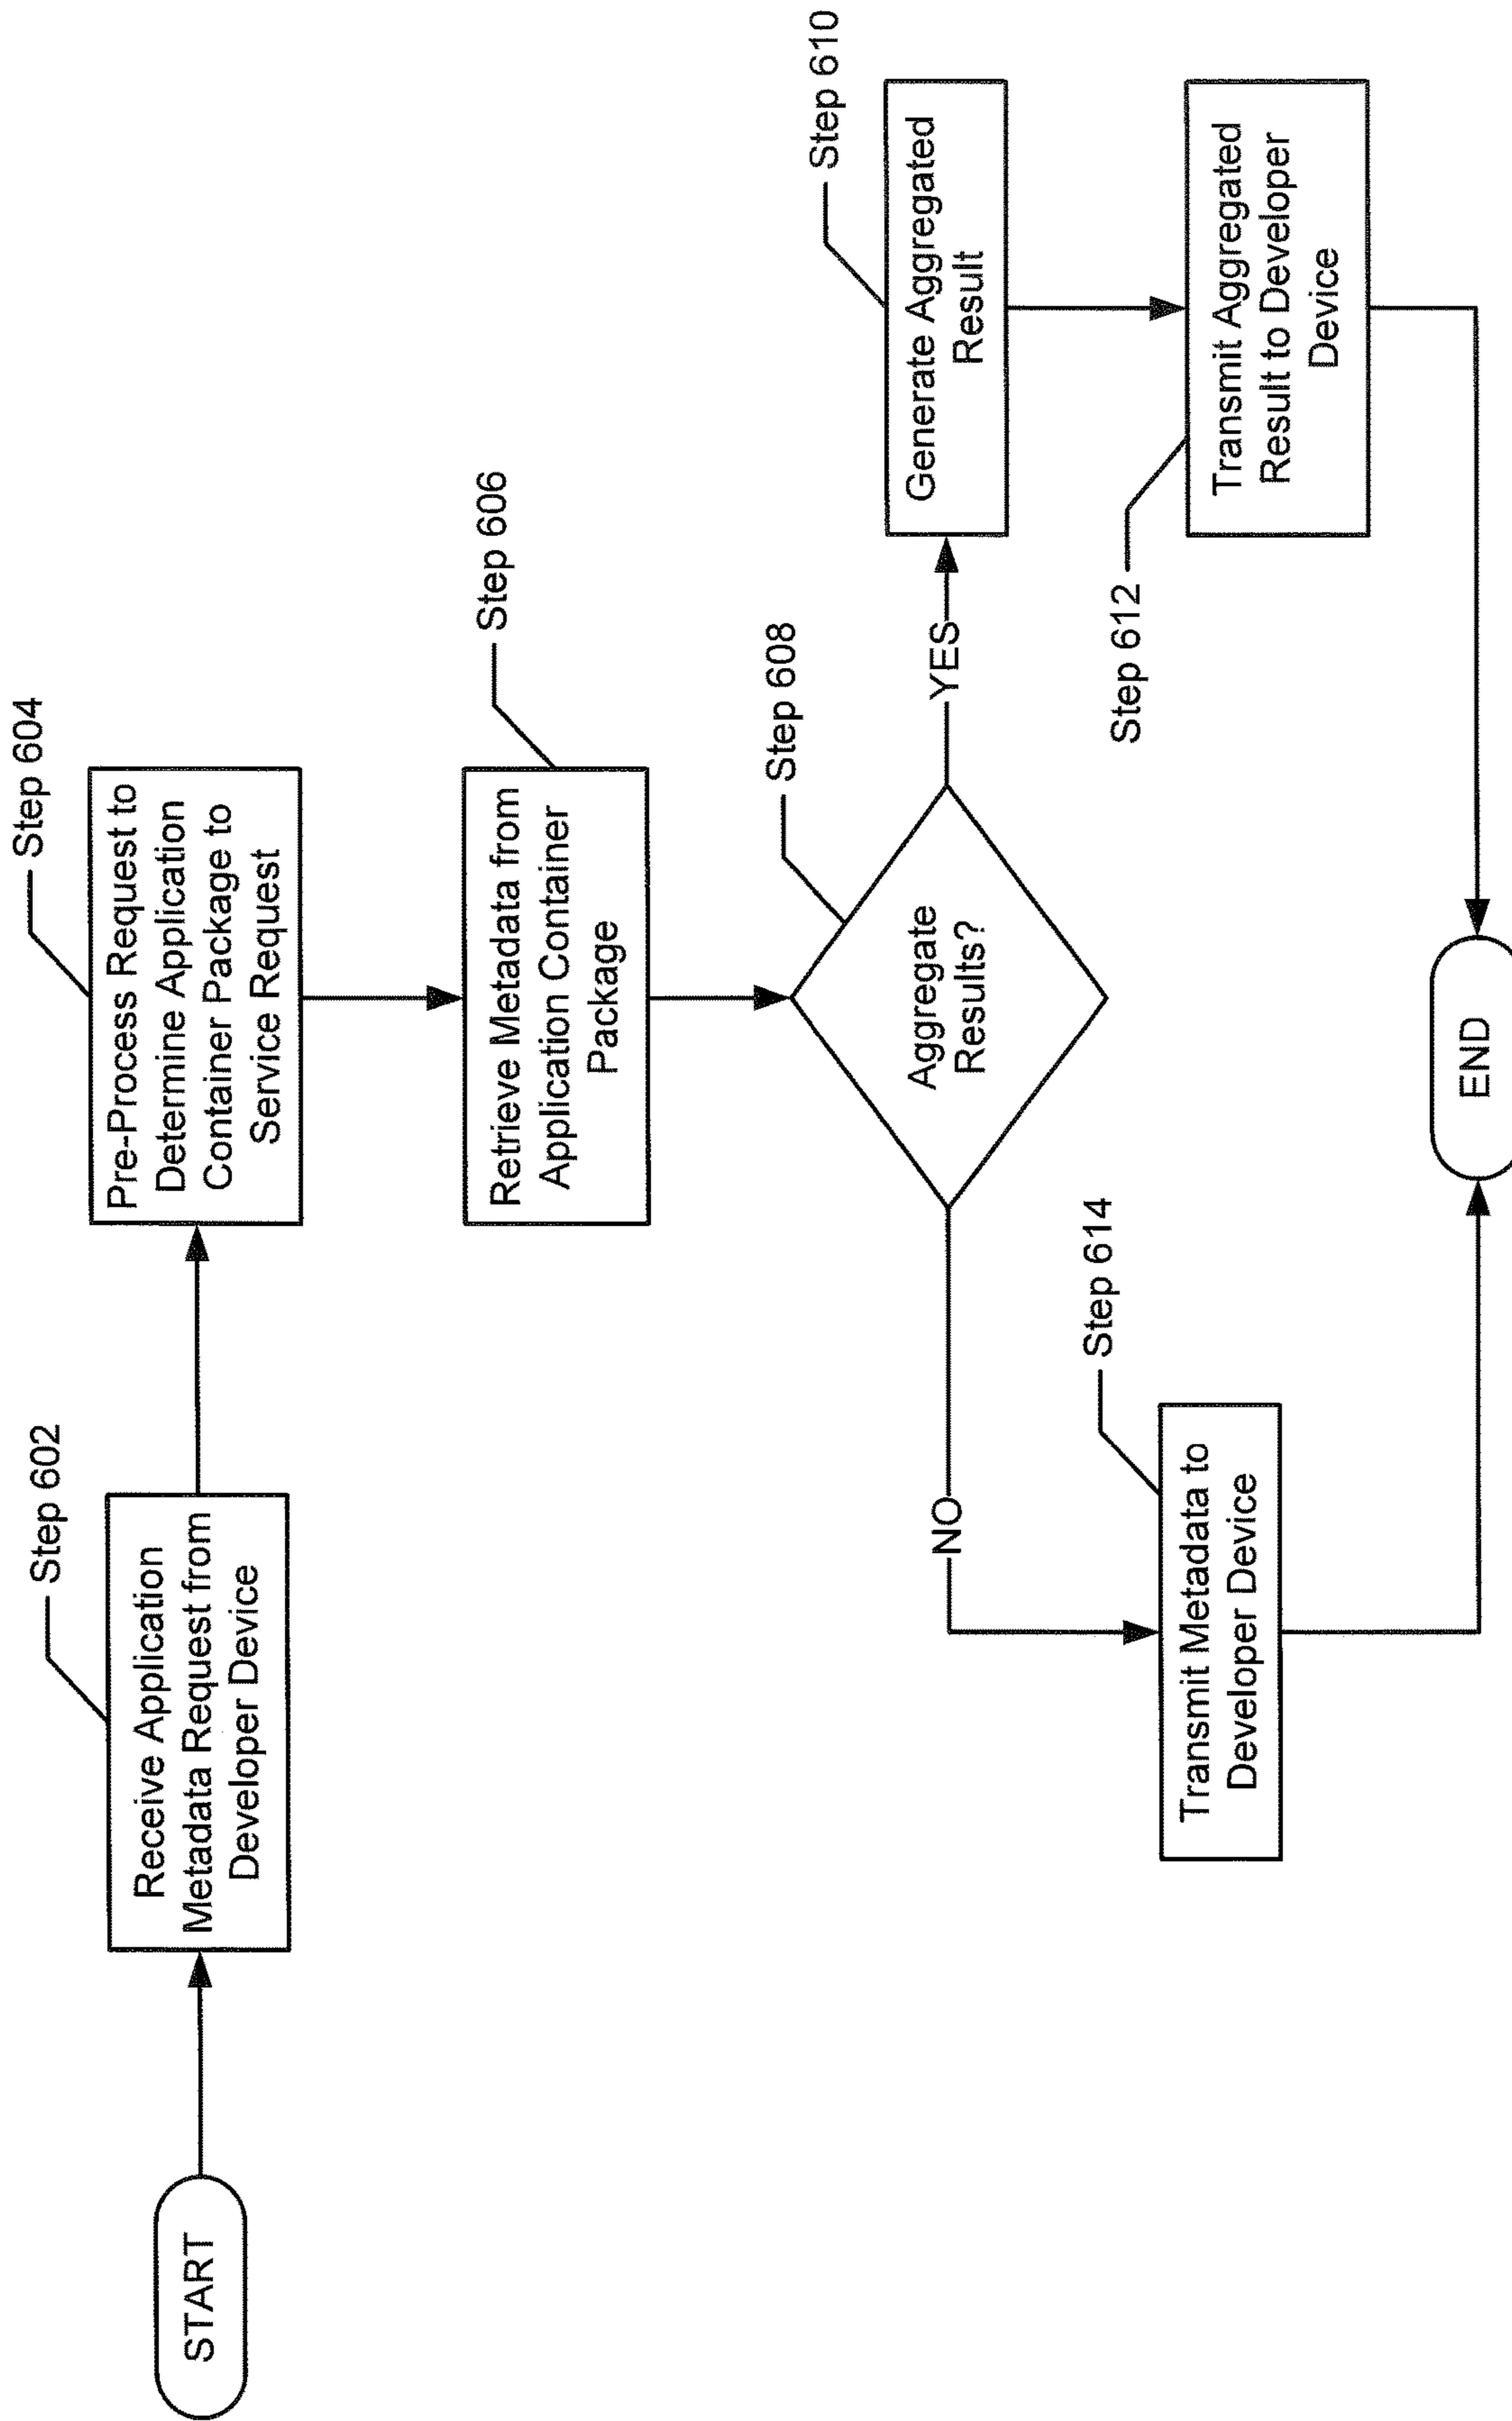 START
Step 602
Receive Application
Metadata Request from
Developer Device
Step 604
Pre-Process Request to
Determine Application
Container Package to
Service Request
Step 606
Retrieve Metadata from
Application Container
Package
Step 608
Aggregate
Results?
YES
Step 610
Generate Aggregated
Result
Step 612
Transmit Aggregated
Result to Developer
Device
NO
Step 614
Transmit Metadata to
Developer Device
END